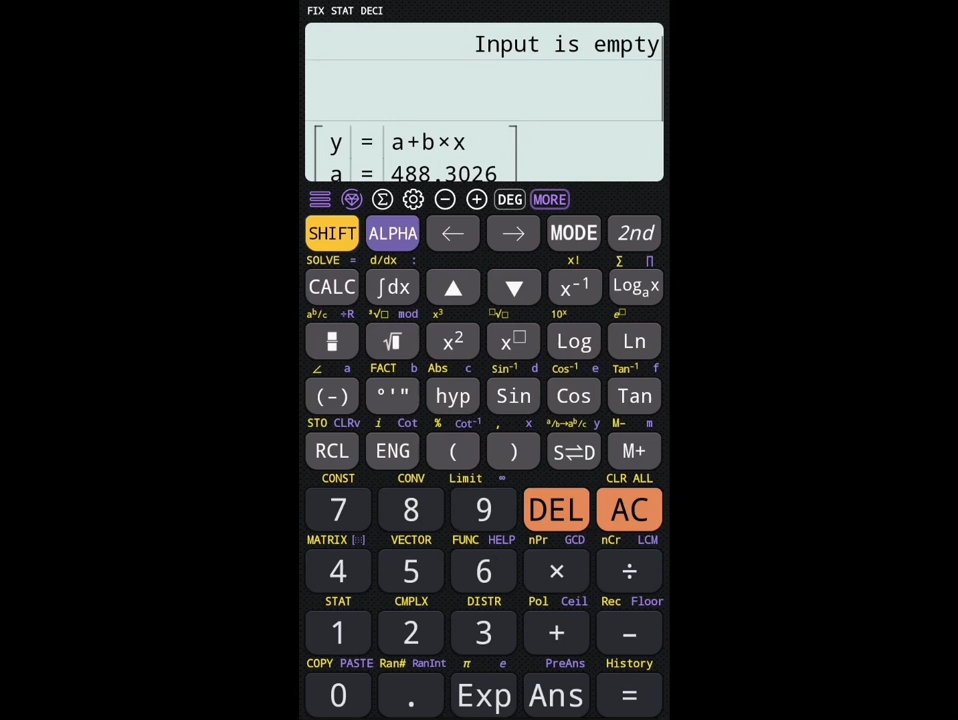 FIX STAT DECI
Input is empty
y = a+b×x
a = 488.3026
DEG MORE
SHIFT ALPHA ← → MODE 2nd
SOLVE = d/dx : x! ∑ ∏
CALC ∫dx ▲ ▼ x⁻¹ Logₐx
ab/c ÷R ³√□ mod x³ □√□ 10ˣ e□
√ x² x□ Log Ln
∠ a FACT b Abs c Sin⁻¹ d Cos⁻¹ e Tan⁻¹ f
(−) °'" hyp Sin Cos Tan
STO CLRv i Cot % Cot⁻¹ , x a/b→ab/c y M− m
RCL ENG ( ) S⇌D M+
CONST CONV Limit ∞ CLR ALL
7 8 9 DEL AC
MATRIX [∷] VECTOR FUNC HELP nPr GCD nCr LCM
4 5 6 × ÷
STAT CMPLX DISTR Pol Ceil Rec Floor
1 2 3 + −
COPY PASTE Ran# RanInt π e PreAns History
0 . Exp Ans =